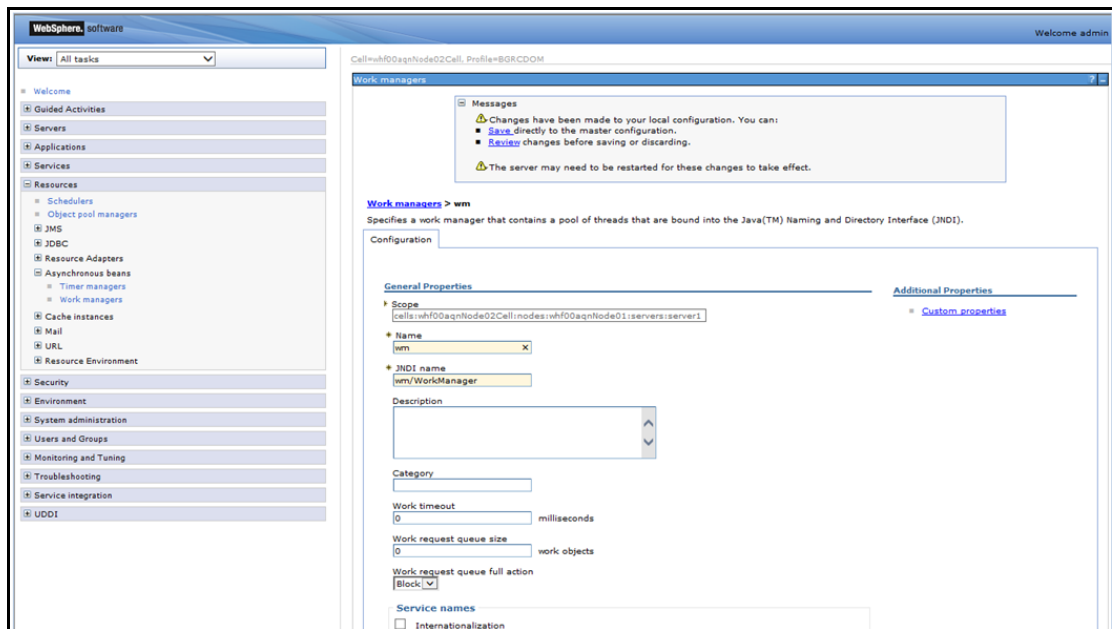 WebSphere. software
Welcome admin
View: All tasks
Cell=whf00aqnNode02Cell, Profile=BGRCDOM
Work managers
? -
Welcome
Guided Activities
Servers
Applications
Services
Resources
Schedulers
Object pool managers
JMS
JDBC
Resource Adapters
Asynchronous beans
Timer managers
Work managers
Cache instances
Mail
URL
Resource Environment
Security
Environment
System administration
Users and Groups
Monitoring and Tuning
Troubleshooting
Service integration
UDDI
Messages
Changes have been made to your local configuration. You can:
Save directly to the master configuration.
Review changes before saving or discarding.
The server may need to be restarted for these changes to take effect.
Work managers > wm
Specifies a work manager that contains a pool of threads that are bound into the Java(TM) Naming and Directory Interface (JNDI).
Configuration
General Properties
Scope
cells:whf00aqnNode02Cell:nodes:whf00aqnNode01:servers:server1
Name
wm
JNDI name
wm/WorkManager
Description
Category
Work timeout
0 milliseconds
Work request queue size
0 work objects
Work request queue full action
Block
Service names
Internationalization
Additional Properties
Custom properties